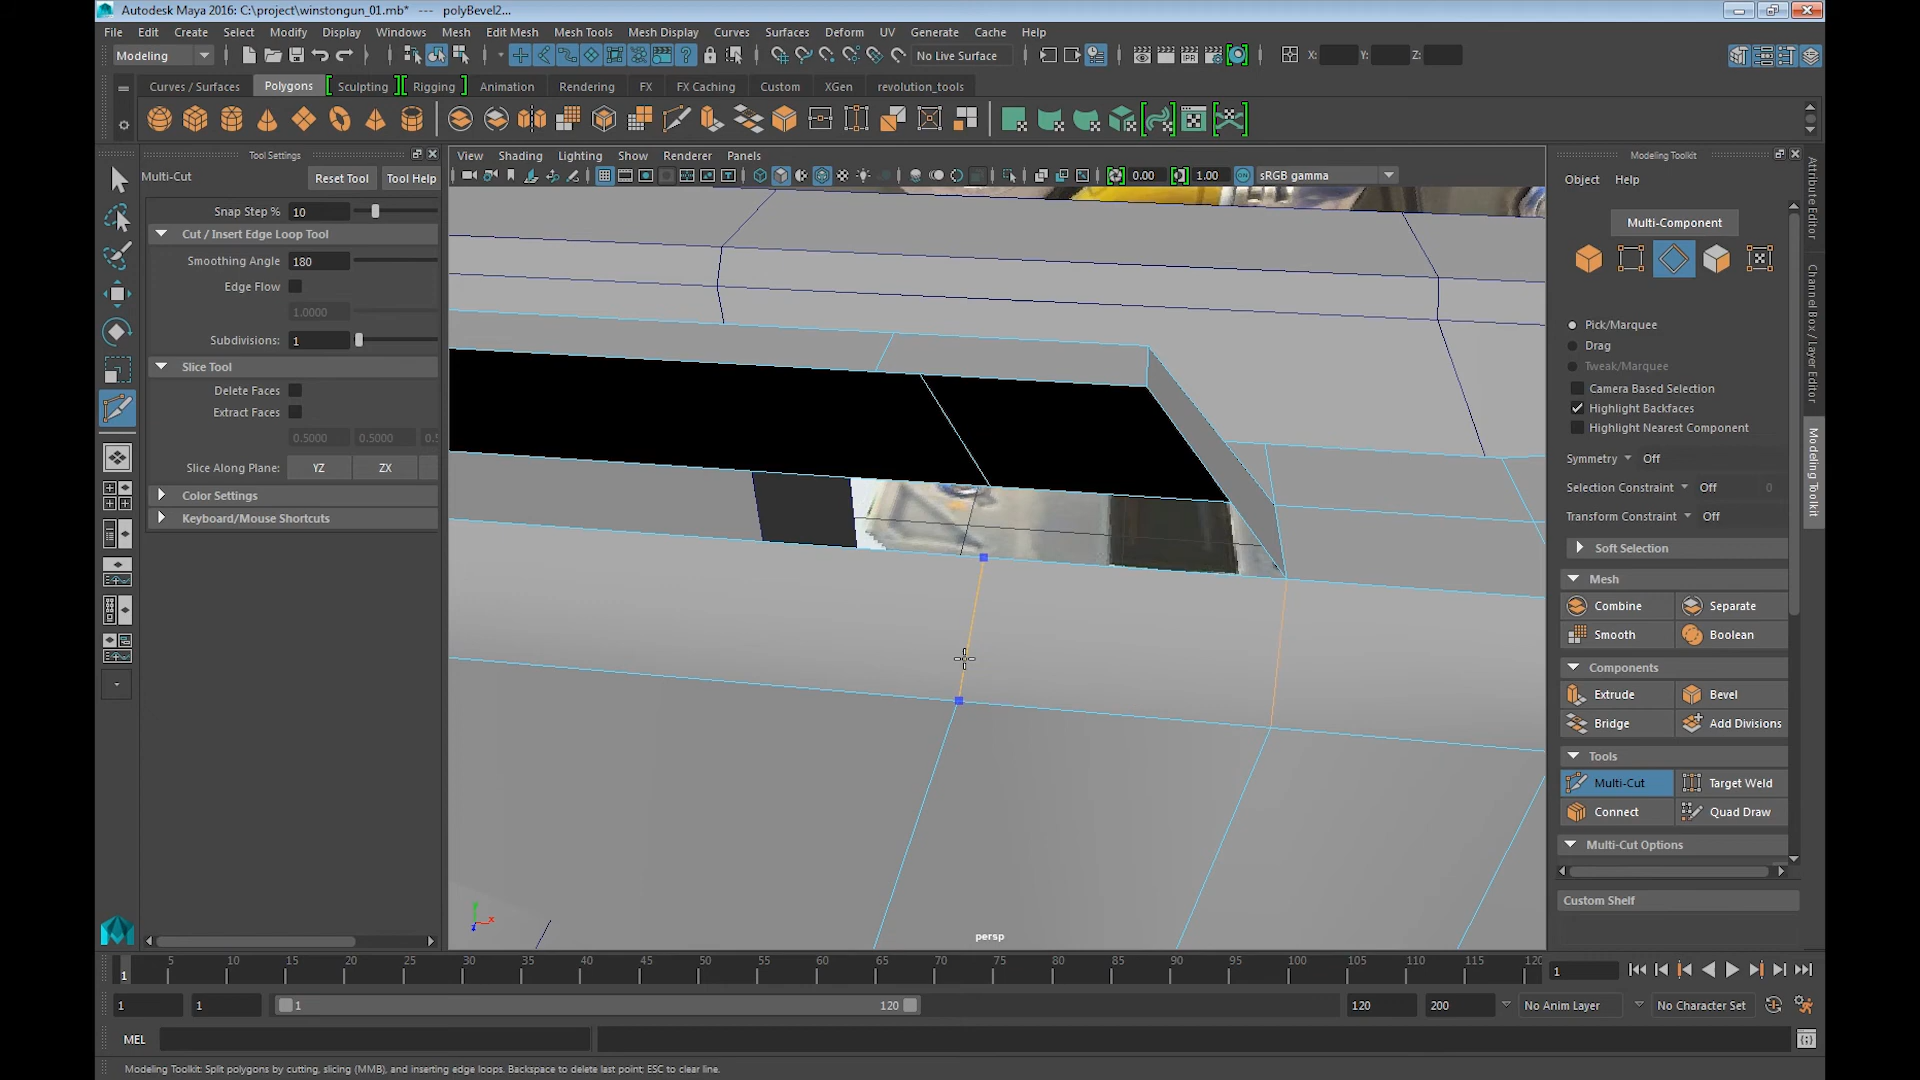 Autodesk Maya 2016: C:\project\winstongun_01.mb* --- polyBevel2...
File Edit Create Select Modify Display Windows Mesh Edit Mesh Mesh Tools Mesh Display Curves Surfaces Deform UV Generate Cache Help
Modeling No Live Surface X: Y: Z:
Curves / Surfaces Polygons Sculpting Rigging Animation Rendering FX FX Caching Custom XGen revolution_tools
Tool Settings
Multi-Cut Reset Tool Tool Help
Snap Step % 10
Cut / Insert Edge Loop Tool
Smoothing Angle 180
Edge Flow
1.0000
Subdivisions: 1
Slice Tool
Delete Faces
Extract Faces
0.5000 0.5000
Slice Along Plane: YZ ZX
Color Settings
Keyboard/Mouse Shortcuts
View Shading Lighting Show Renderer Panels
0.00 1.00 ON sRGB gamma
persp
Modeling Toolkit
Object Help
Multi-Component
Pick/Marquee
Drag
Tweak/Marquee
Camera Based Selection
Highlight Backfaces
Highlight Nearest Component
Symmetry Off
Selection Constraint Off 0
Transform Constraint Off
Soft Selection
Mesh
Combine Separate
Smooth Boolean
Components
Extrude Bevel
Bridge Add Divisions
Tools
Multi-Cut Target Weld
Connect Quad Draw
Multi-Cut Options
Custom Shelf
Attribute Editor
Channel Box / Layer Editor
Modeling Toolkit
1 5 10 15 20 25 30 35 40 45 50 55 60 65 70 75 80 85 90 95 100 105 110 115 120 1
1 1 1 120 120 200 No Anim Layer No Character Set
MEL
Modeling Toolkit: Split polygons by cutting, slicing (MMB), and inserting edge loops. Backspace to delete last point; ESC to clear line.